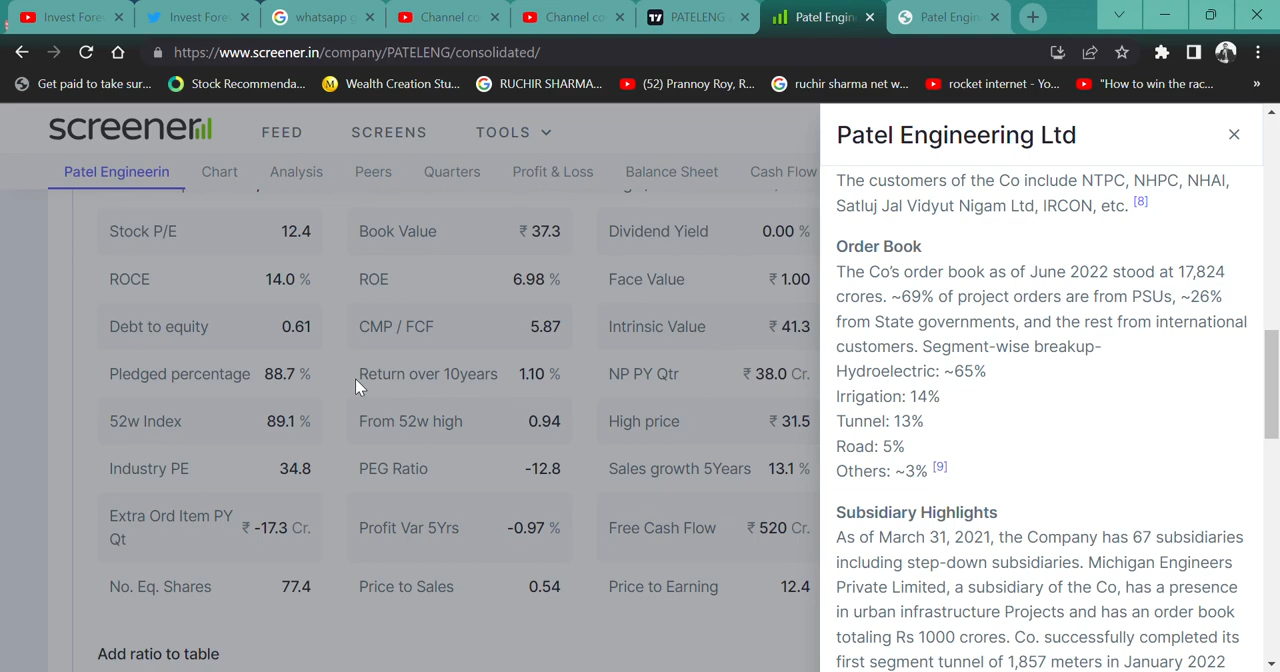 Invest Fore
Invest Fore
whatsapp g
Channel co
Channel co
PATELENG
Patel Engin
Patel Engin
https://www.screener.in/company/PATELENG/consolidated/
Get paid to take sur...
Stock Recommenda...
Wealth Creation Stu...
RUCHIR SHARMA...
(52) Prannoy Roy, R...
ruchir sharma net w...
rocket internet - Yo...
"How to win the rac...
»
screener
FEED
SCREENS
TOOLS
Patel Engineerin
Chart
Analysis
Peers
Quarters
Profit & Loss
Balance Sheet
Cash Flow
Stock P/E 12.4
Book Value ₹ 37.3
Dividend Yield 0.00 %
ROCE 14.0 %
ROE 6.98 %
Face Value ₹ 1.00
Debt to equity 0.61
CMP / FCF 5.87
Intrinsic Value ₹ 41.3
Pledged percentage 88.7 %
Return over 10years 1.10 %
NP PY Qtr ₹ 38.0 Cr.
52w Index 89.1 %
From 52w high 0.94
High price ₹ 31.5
Industry PE 34.8
PEG Ratio -12.8
Sales growth 5Years 13.1 %
Extra Ord Item PY
Qt
₹ -17.3 Cr.
Profit Var 5Yrs -0.97 %
Free Cash Flow ₹ 520 Cr.
No. Eq. Shares 77.4
Price to Sales 0.54
Price to Earning 12.4
Add ratio to table
Patel Engineering Ltd
The customers of the Co include NTPC, NHPC, NHAI,
Satluj Jal Vidyut Nigam Ltd, IRCON, etc. [8]
Order Book
The Co's order book as of June 2022 stood at 17,824
crores. ~69% of project orders are from PSUs, ~26%
from State governments, and the rest from international
customers. Segment-wise breakup-
Hydroelectric: ~65%
Irrigation: 14%
Tunnel: 13%
Road: 5%
Others: ~3% [9]
Subsidiary Highlights
As of March 31, 2021, the Company has 67 subsidiaries
including step-down subsidiaries. Michigan Engineers
Private Limited, a subsidiary of the Co, has a presence
in urban infrastructure Projects and has an order book
totaling Rs 1000 crores. Co. successfully completed its
first segment tunnel of 1,857 meters in January 2022